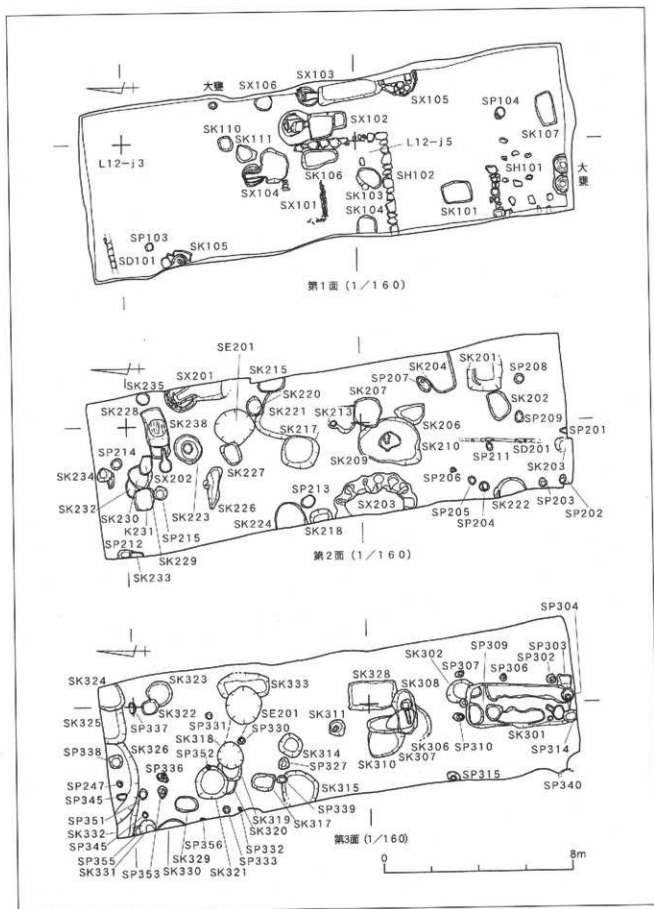 大甕
SX106
SX103
SX105
SP104
SK107
SK110
SK111
SX102
L12-j5
L12-j3
SK106
SH102
SH101
大甕
SX104
SX101
SK103
SK104
SK101
SP103
SD101
SK105
第1面 (1/160)
SE201
SK235
SX201
SK215
SK204
SK201
SP208
SK220
SP207
SK228
SK221
SK213
SK207
SK202
SK238
SK217
SK206
SP209
SP214
SK209
SK210
SP201
SK234
SK227
SP211
SD201
SX202
SP213
SP206
SK203
SK232
SK223
SK226
SX203
SK230
SP205
SK222
SP203
K231
SP215
SK224
SK218
SP204
SP202
SP212
SK229
SK233
第2面 (1/160)
SP304
SK302
SP309
SP303
SP307
SP306
SP302
SK324
SK323
SK333
SK328
SK308
SK322
SE201
SP337
SP331
SP330
SK311
SK325
SK318
SK314
SK301
SP338
SK326
SP352
SK306
SP310
SP314
SP336
SP327
SK310
SK307
SP247
SK315
SP315
SP340
SP345
SP339
SP351
SK319
SK317
SK332
SP345
SK320
SP332
SP355
SK329
SP356
SP333
SK331
SP353
SK330
SK321
第3面 (1/160)
0
8m